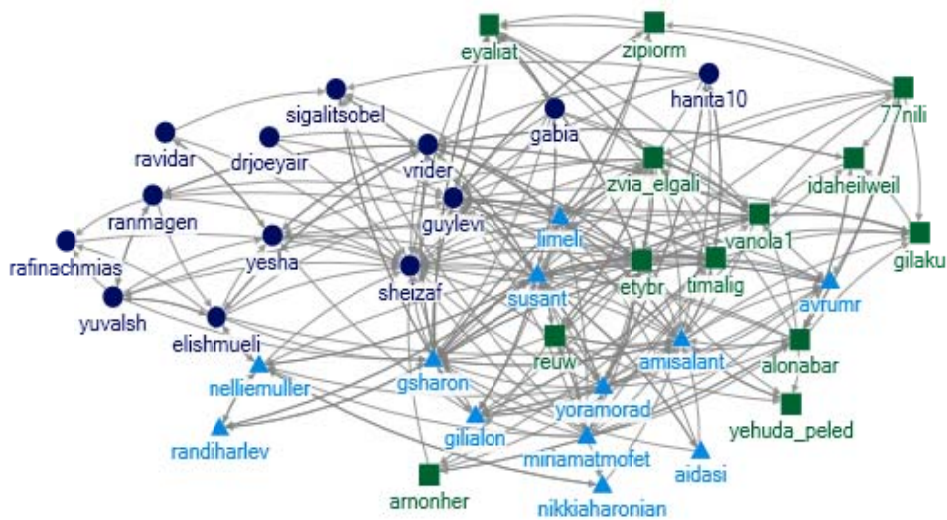 eyaliat
zipiorm
hanita10
77nili
sigalitsobel
gabia
ravidar
drjoeyair
vrider
zvia_elgali
idaheilweil
ranmagen
guylevi
limeli
vanola1
rafinachmias
yesha
sheizaf
susant
etybr
timalig
gilaku
avrumr
yuvalsh
elishmueli
nelliemuller
gsharon
reuw
amisalant
alonabar
randiharlev
gilialon
yoramorad
yehuda_peled
arnonher
miriamatmofet
aidasi
nikkiaharonian